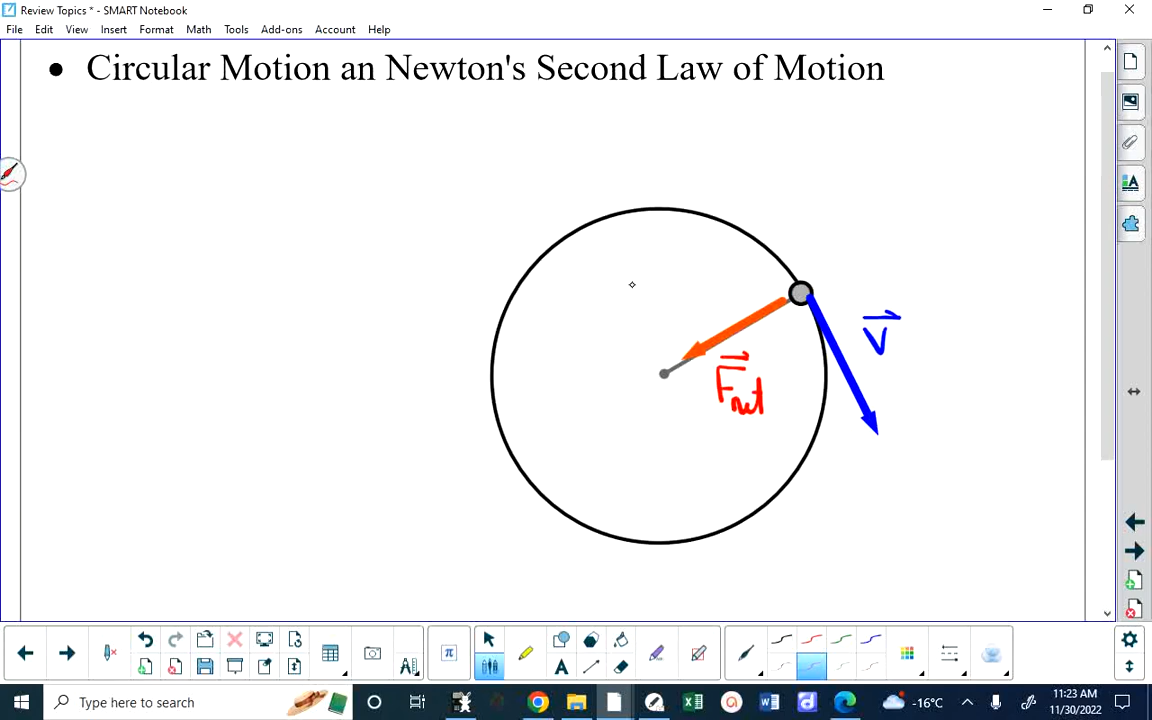 Review Topics * - SMART Notebook
File Edit View Insert Format Math Tools Add-ons Account Help
• Circular Motion an Newton's Second Law of Motion
V
Fnet
π
A
Type here to search
-16°C
11:23 AM
11/30/2022